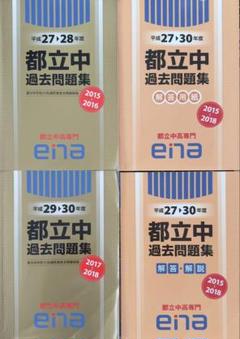 平成27▶28年度
都立中
過去問題集
2015
2016
都立中高専門
ena
平成27▶30年度
都立中
過去問題集
解答用紙
2015
2018
都立中高専門
ena
平成29▶30年度
都立中
過去問題集
2017
2018
都立中高専門
ena
平成27▶30年度
都立中
過去問題集
解答・解説
2015
2018
都立中高専門
ena